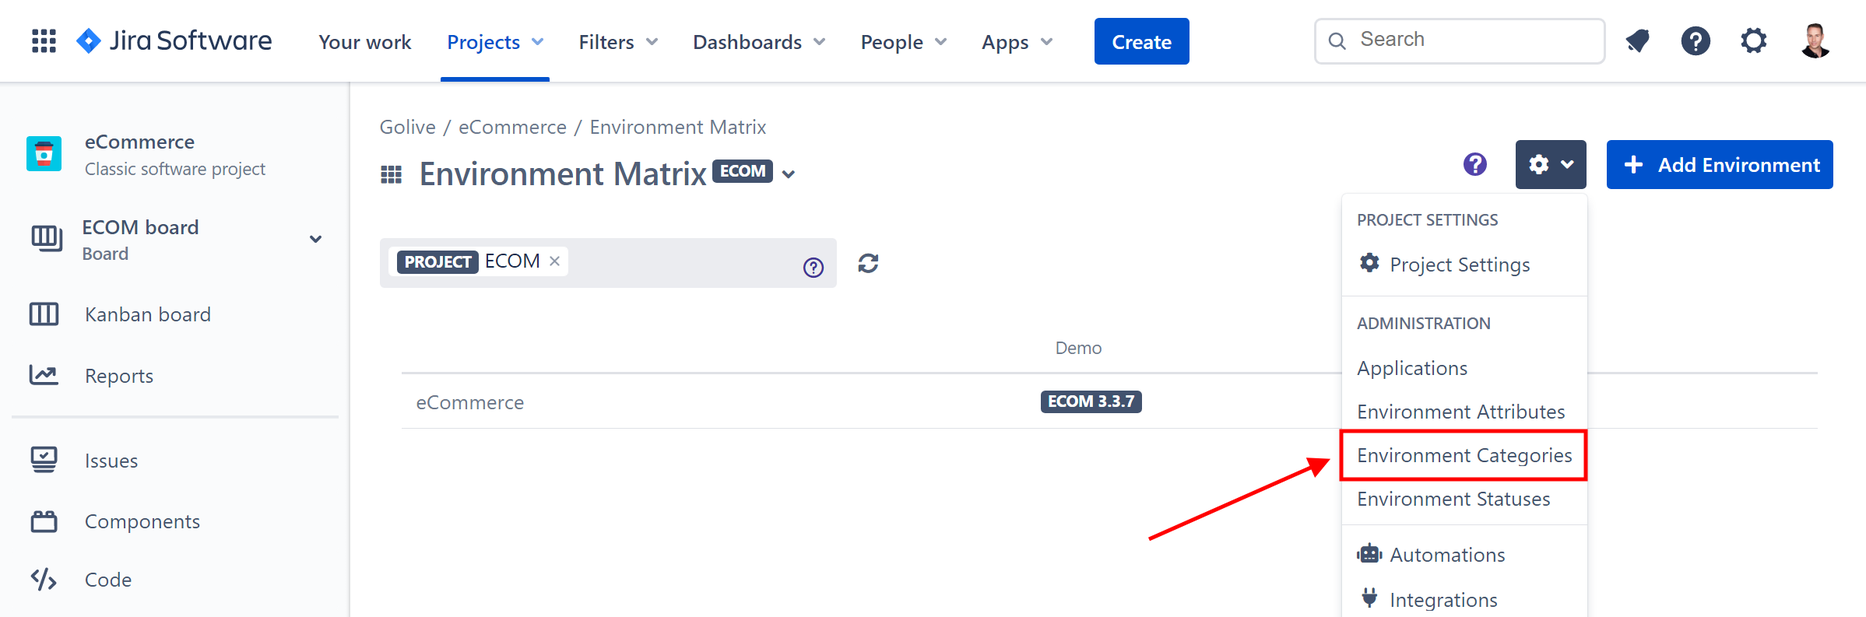 Jira Software
Your work
Projects
Filters
Dashboards
People
Apps
Create
Search
eCommerce
Classic software project
ECOM board
Board
Kanban board
Reports
Issues
Components
Code
Golive / eCommerce / Environment Matrix
Environment Matrix ECOM
Add Environment
PROJECT ECOM
Demo
eCommerce
ECOM 3.3.7
PROJECT SETTINGS
Project Settings
ADMINISTRATION
Applications
Environment Attributes
Environment Categories
Environment Statuses
Automations
Integrations